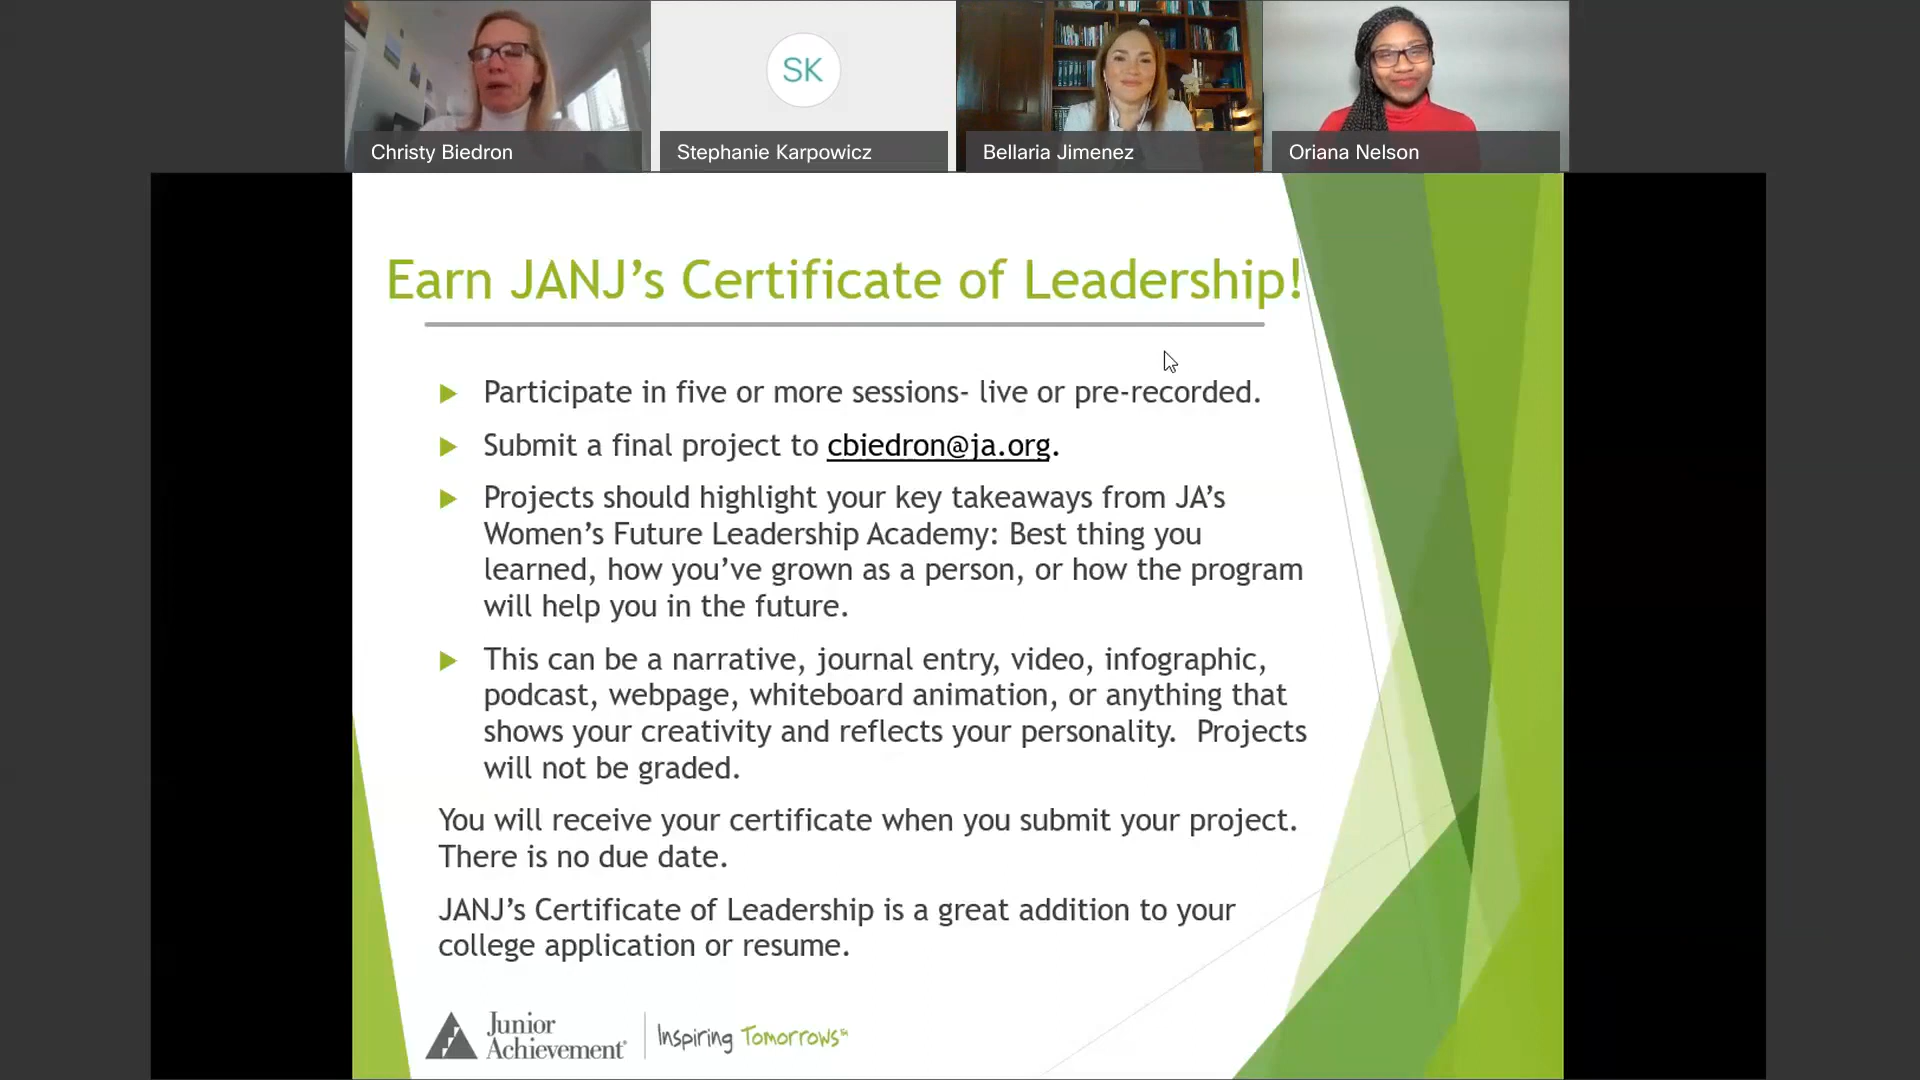 SK
Christy Biedron
Stephanie Karpowicz
Bellaria Jimenez
Oriana Nelson
Earn JANJ’s Certificate of Leadership!
Participate in five or more sessions- live or pre-recorded.
Submit a final project to cbiedron@ja.org.
Projects should highlight your key takeaways from JA’s
Women’s Future Leadership Academy: Best thing you
learned, how you’ve grown as a person, or how the program
will help you in the future.
This can be a narrative, journal entry, video, infographic,
podcast, webpage, whiteboard animation, or anything that
shows your creativity and reflects your personality.  Projects
will not be graded.
You will receive your certificate when you submit your project.
There is no due date.
JANJ’s Certificate of Leadership is a great addition to your
college application or resume.
Junior
Achievement®
Inspiring Tomorrows℠